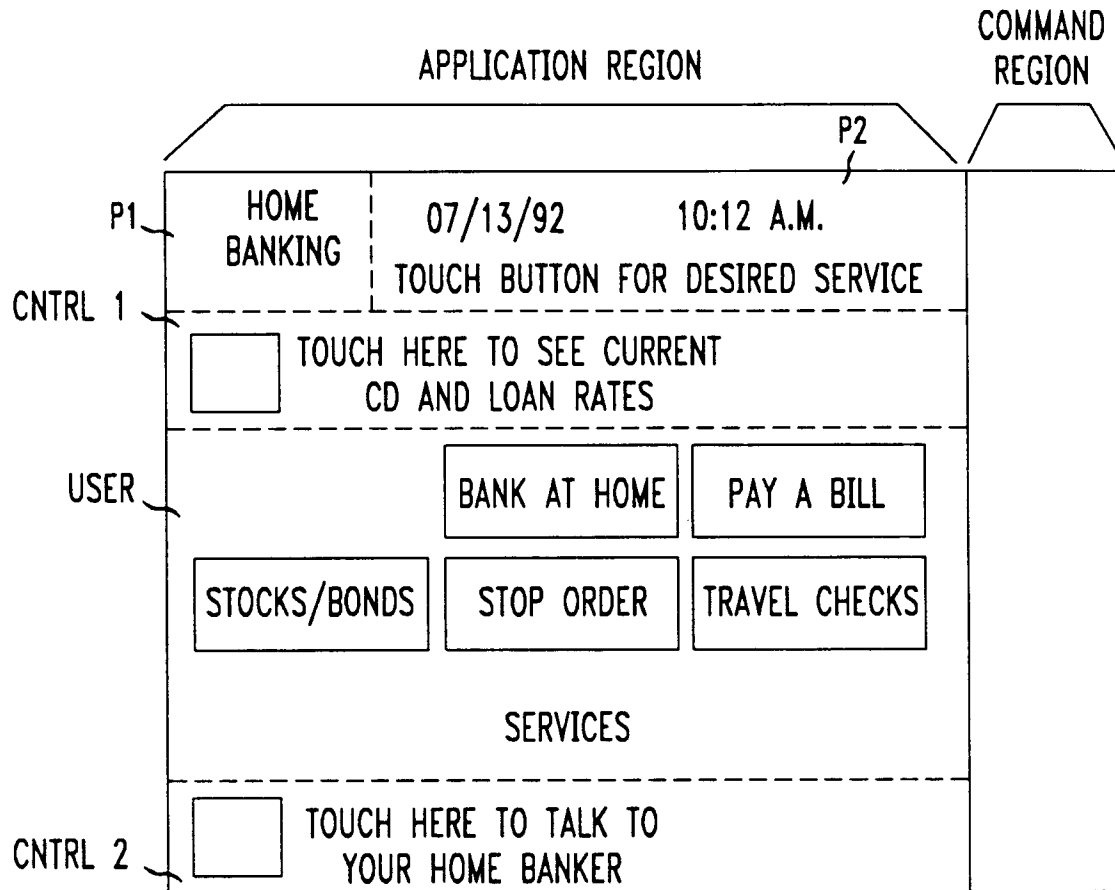 APPLICATION REGION
COMMAND
REGION
P2
P1
HOME
BANKING
07/13/92 10:12 A.M.
TOUCH BUTTON FOR DESIRED SERVICE
CNTRL 1
TOUCH HERE TO SEE CURRENT
CD AND LOAN RATES
USER
BANK AT HOME
PAY A BILL
STOCKS/BONDS
STOP ORDER
TRAVEL CHECKS
SERVICES
CNTRL 2
TOUCH HERE TO TALK TO
YOUR HOME BANKER